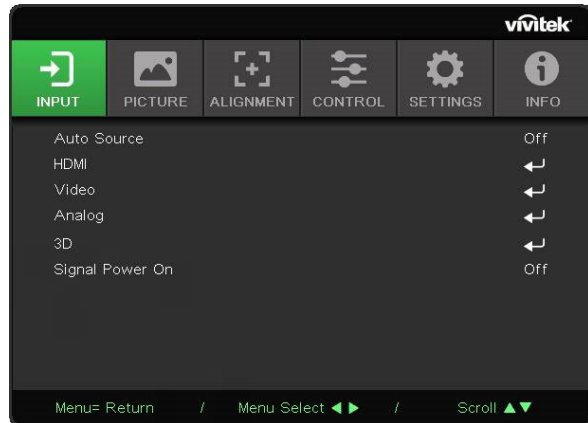 vivitek
INPUT PICTURE ALIGNMENT CONTROL SETTINGS INFO
Auto Source Off
HDMI
Video
Analog
3D
Signal Power On Off
Menu= Return / Menu Select ◀ ▶ / Scroll ▲▼